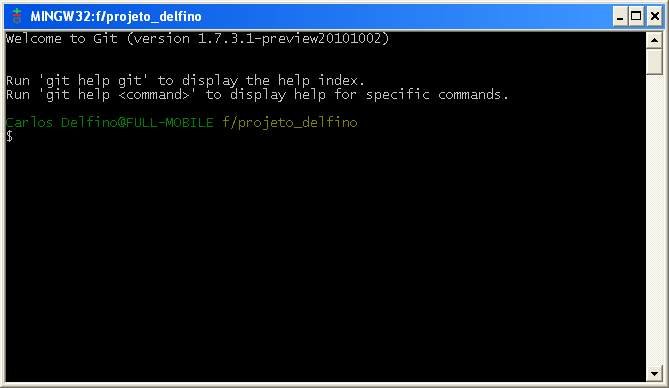 MINGW32:f/projeto_delfino
Welcome to Git (version 1.7.3.1-preview20101002)
Run 'git help git' to display the help index.
Run 'git help <command>' to display help for specific commands.
Carlos Delfino@FULL-MOBILE f/projeto_delfino
$